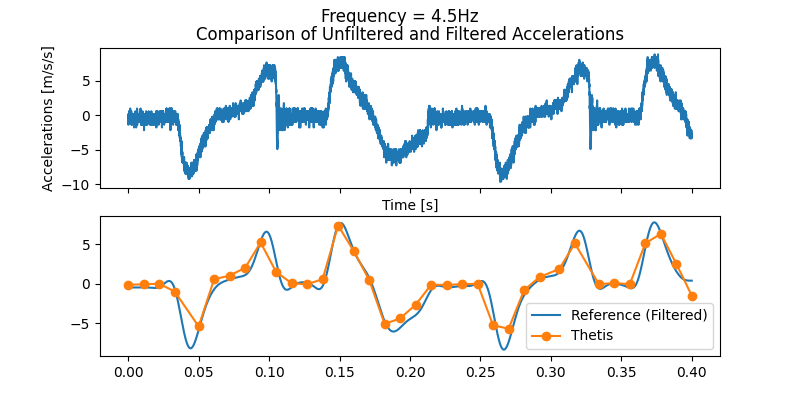 Frequency = 4.5Hz
Comparison of Unfiltered and Filtered Accelerations
Accelerations [m/s/s]
5
0
−5
−10
Time [s]
5
0
−5
Reference (Filtered)
Thetis
0.00 0.05 0.10 0.15 0.20 0.25 0.30 0.35 0.40